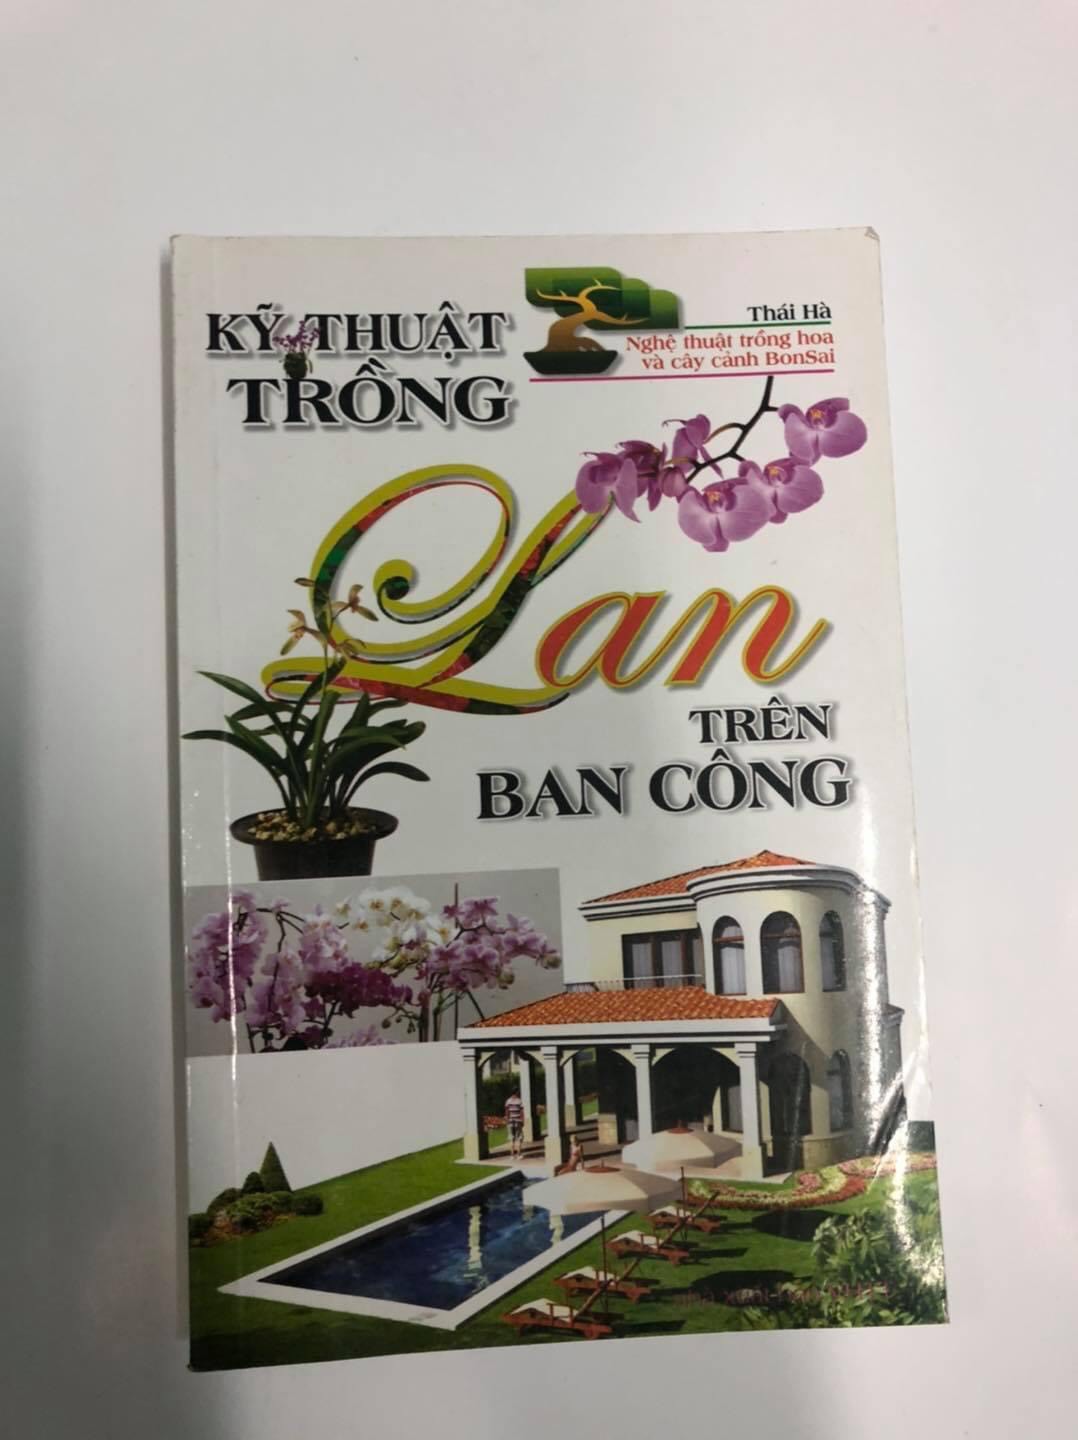 KỸ THUẬT
TRỒNG
Thái Hà
Nghệ thuật trồng hoa
và cây cảnh BonSai
Lan
TRÊN
BAN CÔNG